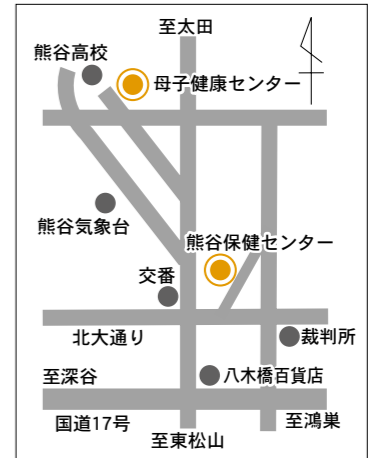 至太田
熊谷高校
母子健康センター
熊谷気象台
熊谷保健センター
交番
北大通り
裁判所
至深谷
八木橋百貨店
国道17号
至鴻巣
至東松山